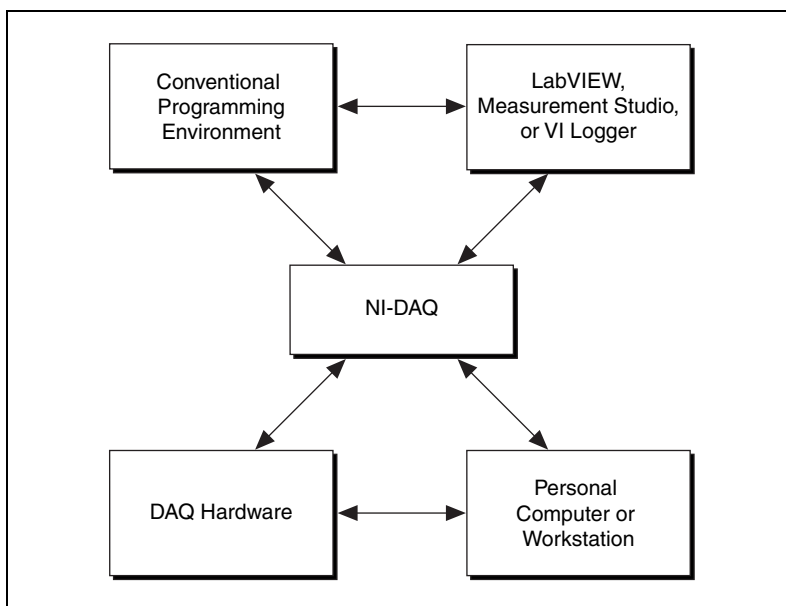 Conventional
Programming
Environment
LabVIEW,
Measurement Studio,
or VI Logger
NI-DAQ
DAQ Hardware
Personal
Computer or
Workstation